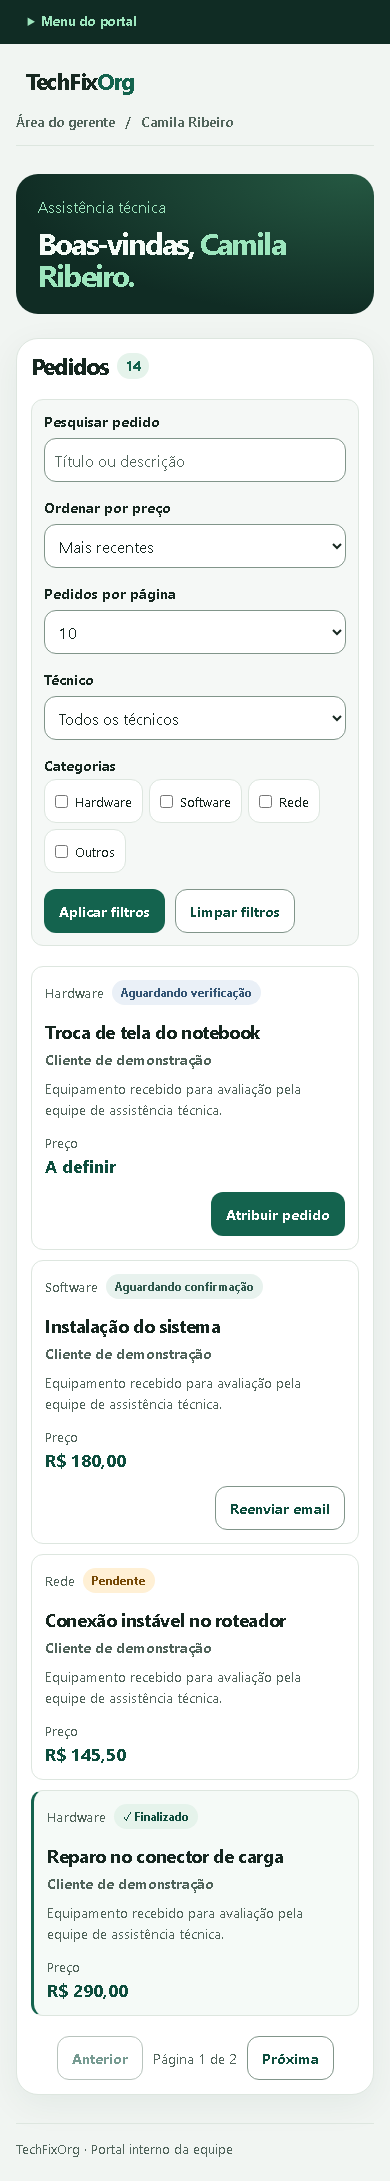 ▶ Menu do portal
TechFixOrg
Área do gerente / Camila Ribeiro
Assistência técnica
Boas-vindas, Camila
Ribeiro.
Pedidos 14
Pesquisar pedido
Título ou descrição
Ordenar por preço
Mais recentes
Pedidos por página
10
Técnico
Todos os técnicos
Categorias
Hardware Software Rede
Outros
Aplicar filtros Limpar filtros
Hardware Aguardando verificação
Troca de tela do notebook
Cliente de demonstração
Equipamento recebido para avaliação pela
equipe de assistência técnica.
Preço
A definir
Atribuir pedido
Software Aguardando confirmação
Instalação do sistema
Cliente de demonstração
Equipamento recebido para avaliação pela
equipe de assistência técnica.
Preço
R$ 180,00
Reenviar email
Rede Pendente
Conexão instável no roteador
Cliente de demonstração
Equipamento recebido para avaliação pela
equipe de assistência técnica.
Preço
R$ 145,50
Hardware ✓ Finalizado
Reparo no conector de carga
Cliente de demonstração
Equipamento recebido para avaliação pela
equipe de assistência técnica.
Preço
R$ 290,00
Anterior Página 1 de 2 Próxima
TechFixOrg · Portal interno da equipe